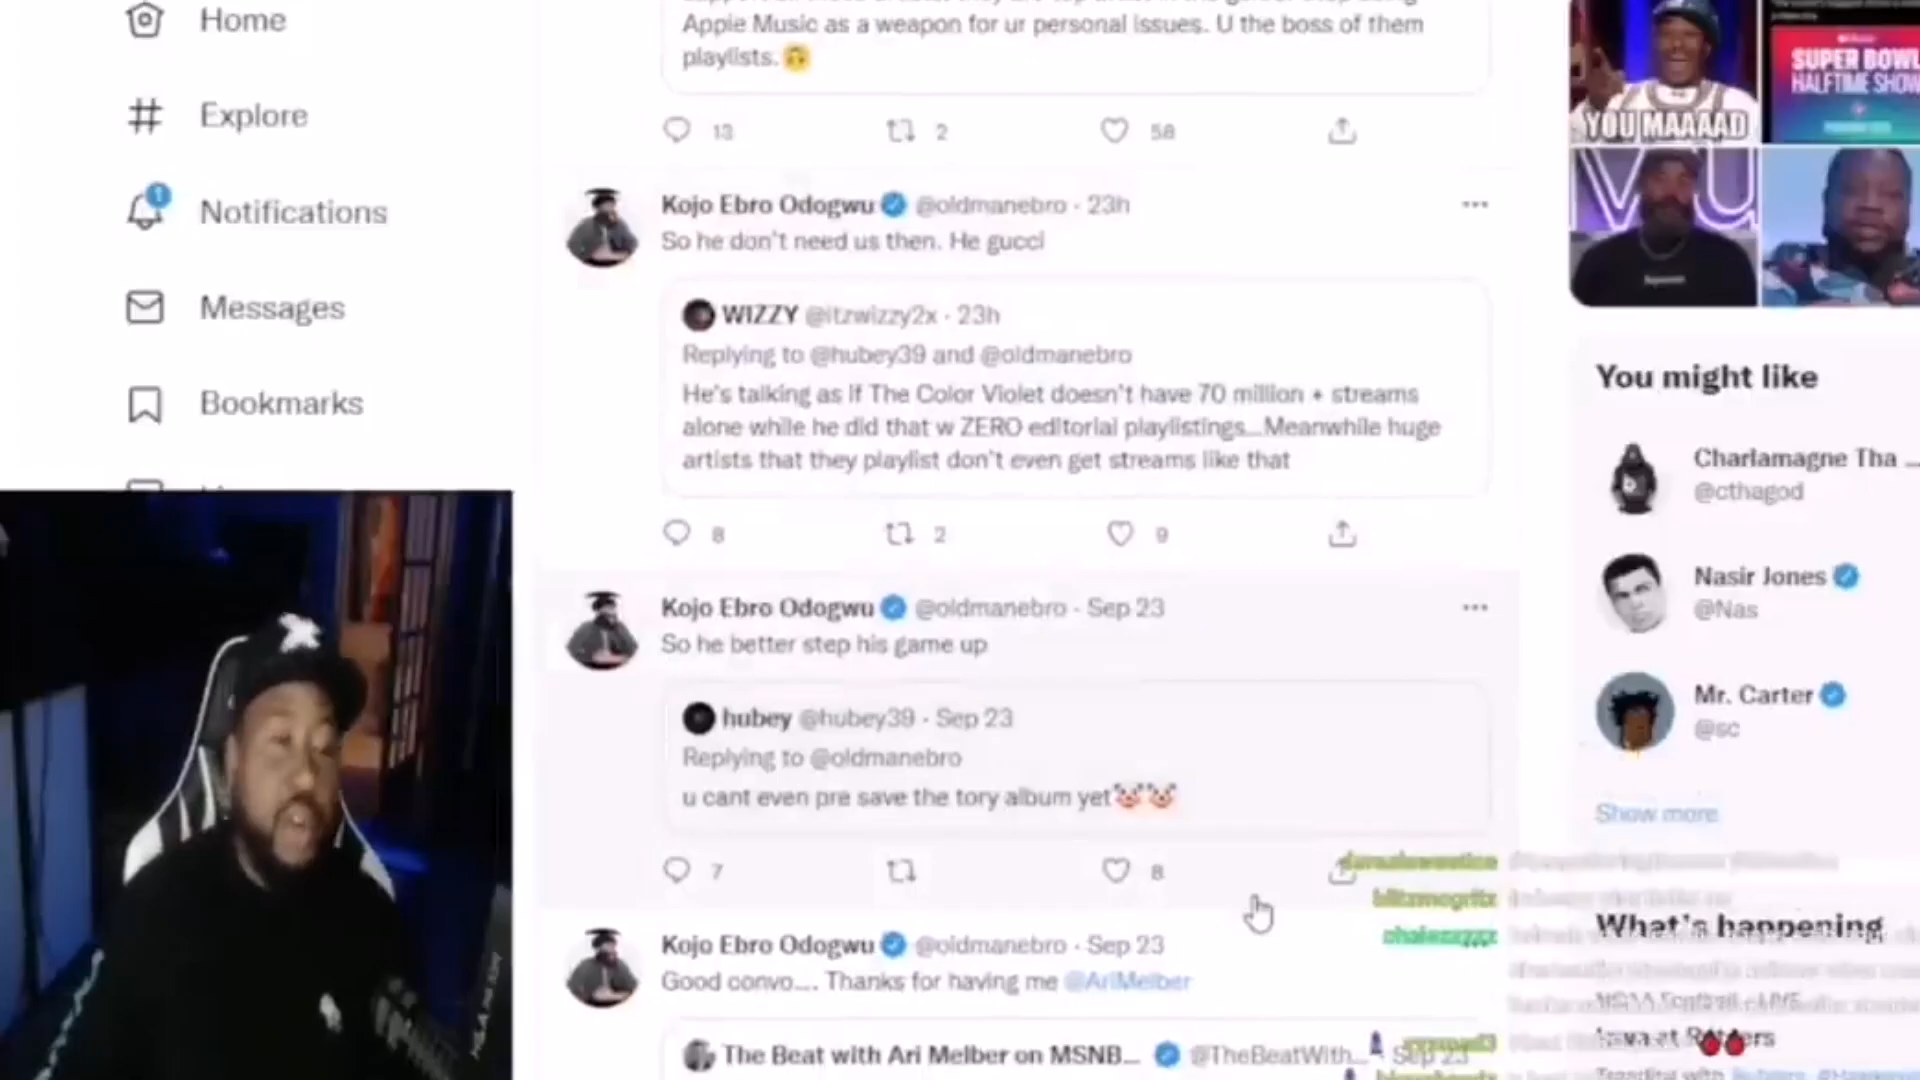 Home
Explore
1
Notifications
Messages
Bookmarks
Apple Music as a weapon for ur personal issues. U the boss of them
playlists.🙃
13 2 58
Kojo Ebro Odogwu @oldmanebro · 23h
So he don't need us then. He gucci
WIZZY @itzwizzy2x · 23h
Replying to @hubey39 and @oldmanebro
He's talking as if The Color Violet doesn't have 70 million + streams
alone while he did that w ZERO editorial playlistings...Meanwhile huge
artists that they playlist don't even get streams like that
8 2 9
Kojo Ebro Odogwu @oldmanebro · Sep 23
So he better step his game up
hubey @hubey39 · Sep 23
Replying to @oldmanebro
u cant even pre save the tory album yet🤡🤡
7 8
Kojo Ebro Odogwu @oldmanebro · Sep 23
Good convo.... Thanks for having me @AriMelber
The Beat with Ari Melber on MSNB... @TheBeatWith... Sep 23
YOU MAAAAD
SUPER BOWL
HALFTIME SHOW
You might like
Charlamagne Tha ...
@cthagod
Nasir Jones
@Nas
Mr. Carter
@sc
Show more
What's happening
Iowa at
Trending with